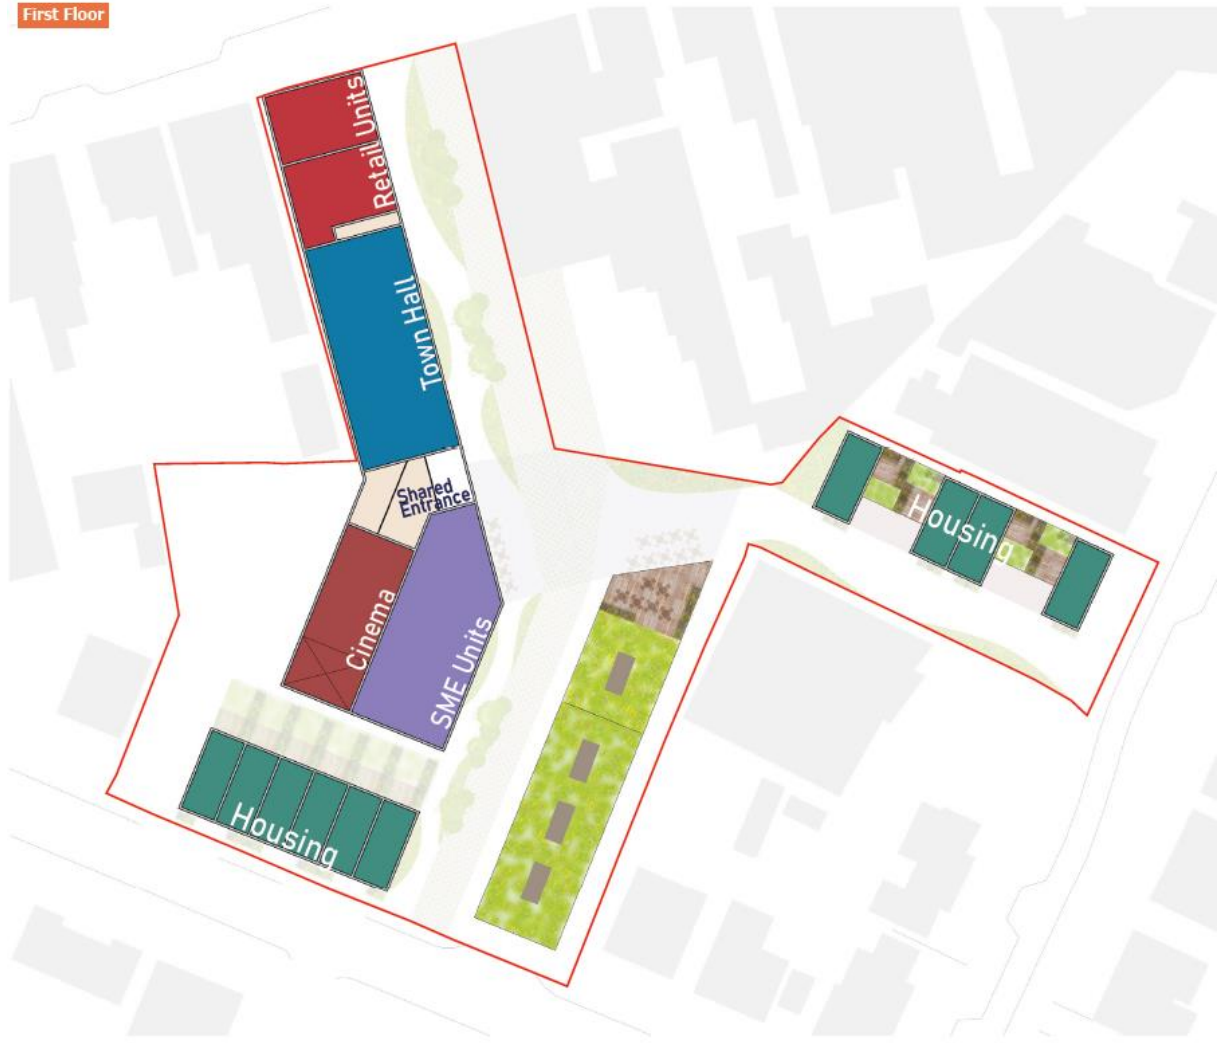 First Floor
Retail Units
Town Hall
Shared
Entrance
Cinema
SME Units
Housing
Housing